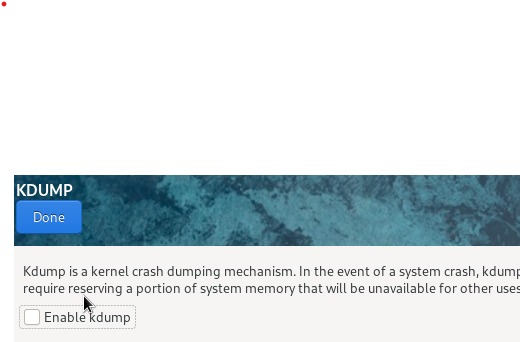 KDUMP
Done
Kdump is a kernel crash dumping mechanism. In the event of a system crash, kdump
require reserving a portion of system memory that will be unavailable for other uses
Enable kdump